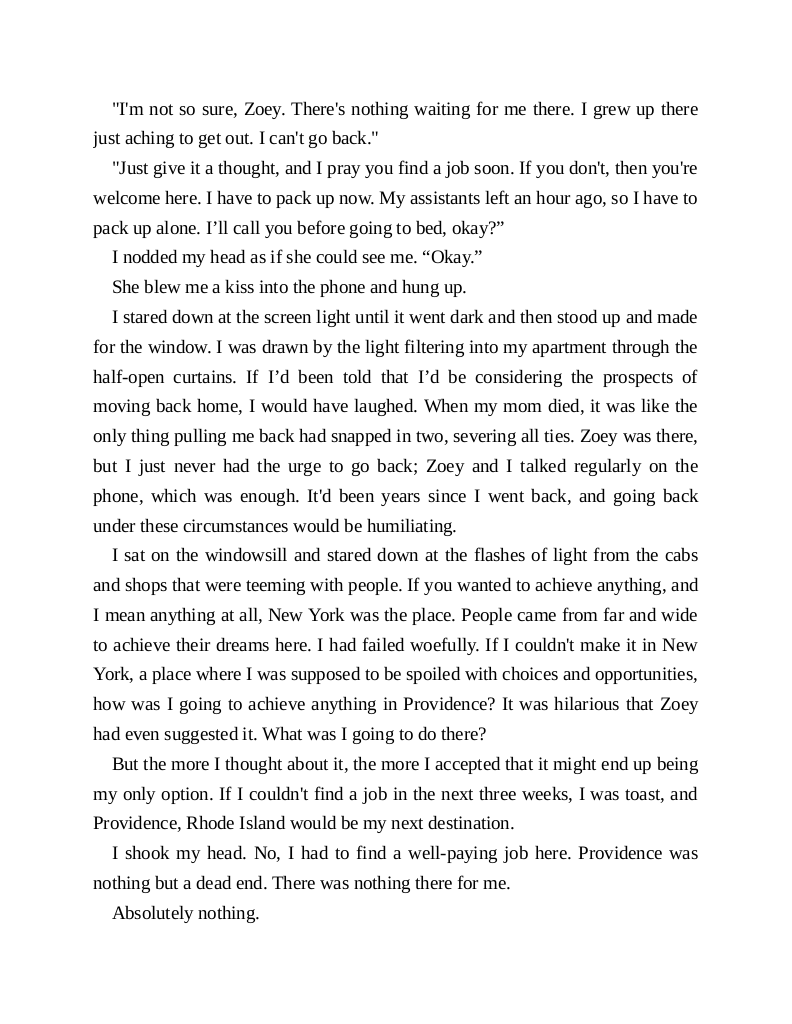 "I'm not so sure, Zoey. There's nothing waiting for me there. I grew up there
just aching to get out. I can't go back."
"Just give it a thought, and I pray you find a job soon. If you don't, then you're
welcome here. I have to pack up now. My assistants left an hour ago, so I have to
pack up alone. I’ll call you before going to bed, okay?”
I nodded my head as if she could see me. “Okay.”
She blew me a kiss into the phone and hung up.
I stared down at the screen light until it went dark and then stood up and made
for the window. I was drawn by the light filtering into my apartment through the
half-open curtains. If I’d been told that I’d be considering the prospects of
moving back home, I would have laughed. When my mom died, it was like the
only thing pulling me back had snapped in two, severing all ties. Zoey was there,
but I just never had the urge to go back; Zoey and I talked regularly on the
phone, which was enough. It'd been years since I went back, and going back
under these circumstances would be humiliating.
I sat on the windowsill and stared down at the flashes of light from the cabs
and shops that were teeming with people. If you wanted to achieve anything, and
I mean anything at all, New York was the place. People came from far and wide
to achieve their dreams here. I had failed woefully. If I couldn't make it in New
York, a place where I was supposed to be spoiled with choices and opportunities,
how was I going to achieve anything in Providence? It was hilarious that Zoey
had even suggested it. What was I going to do there?
But the more I thought about it, the more I accepted that it might end up being
my only option. If I couldn't find a job in the next three weeks, I was toast, and
Providence, Rhode Island would be my next destination.
I shook my head. No, I had to find a well-paying job here. Providence was
nothing but a dead end. There was nothing there for me.
Absolutely nothing.